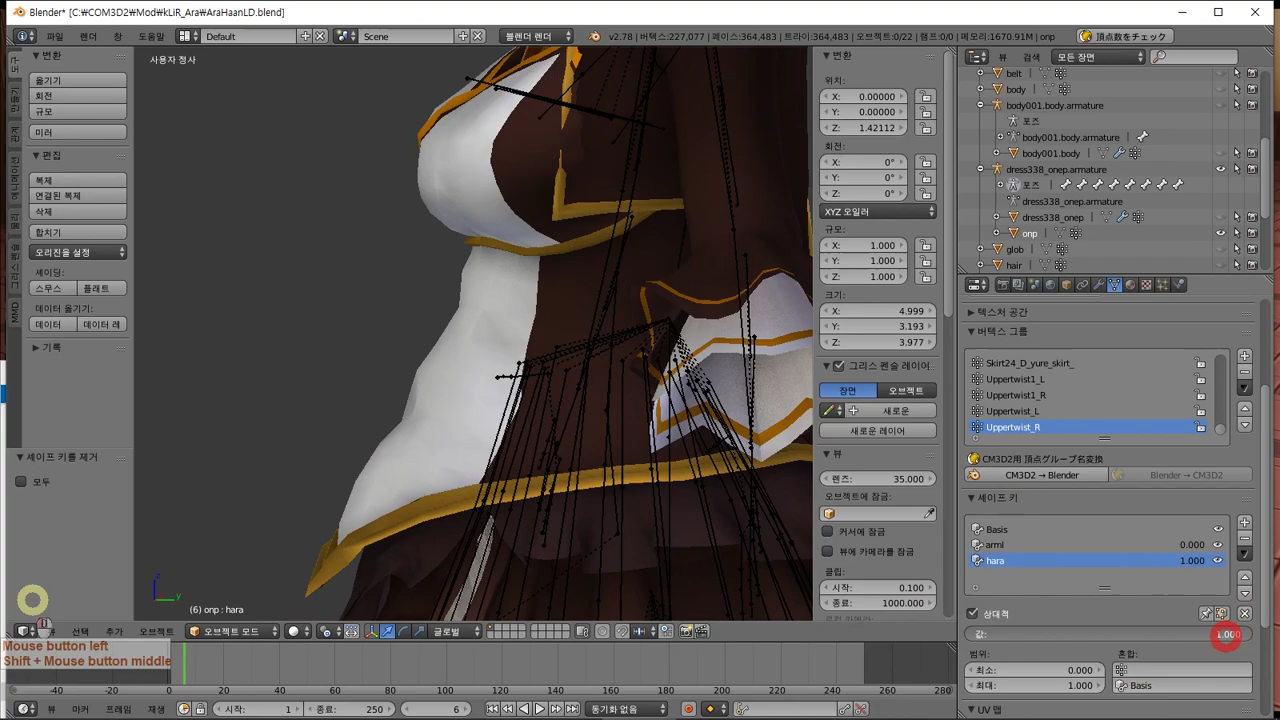 Blender* [C:₩COM3D2₩Mod₩kLiR_Ara₩AraHaanLD.blend]
파일 렌더 창 도움말 Default Scene 블렌더 렌더 v2.78 | 버텍스:227,077 | 페이스:364,483 | 트라이:364,483 | 오브젝트:0/22 | 램프:0/0 | 메모리:1670.91M | onp 頂点数をチェック
뷰 검색 모든 장면
변환
옮기기
회전
규모
미러
편집
복제
연결된 복제
삭제
합치기
오리진을 설정
셰이딩:
스무스 플래트
데이터 옮기기:
데이터 데이터 레
기록
셰이프 키를 제거
모두
MMD
사용자 정사
(6) onp : hara
변환
위치:
X: 0.00000
Y: 0.00000
Z: 1.42112
회전:
X: 0°
Y: 0°
Z: 0°
XYZ 오일러
규모:
X: 1.000
Y: 1.000
Z: 1.000
크기:
X: 4.999
Y: 3.193
Z: 3.977
그리스 펜슬 레이어..
장면 오브젝트
새로운
새로운 레이어
뷰
렌즈: 35.000
오브젝트에 잠금:
커서에 잠금
뷰에 카메라를 잠금
클립:
시작: 0.100
종료: 1000.000
belt
body
body001.body.armature
포즈
body001.body.armature
body001.body
dress338_onep.armature
포즈
dress338_onep.armature
dress338_onep
onp
glob
hair
텍스처 공간
버텍스 그룹
Skirt24_D_yure_skirt_
Uppertwist1_L
Uppertwist1_R
Uppertwist_L
Uppertwist_R
CM3D2用 頂点グループ名変換
CM3D2 → Blender Blender → CM3D2
셰이프 키
Basis
arml 0.000
hara 1.000
상대적
값: 1.000
범위: 혼합:
최소: 0.000
최대: 1.000 Basis
UV 맵
선택 추가 오브젝트 오브젝트 모드 글로벌
Mouse button left
Shift + Mouse button middle
-40 -20 0 20 40 60 80 100 120 140 160 180 200 220 240 260 280
뷰 마커 프레임 재생 시작: 1 종료: 250 6 동기화 없음